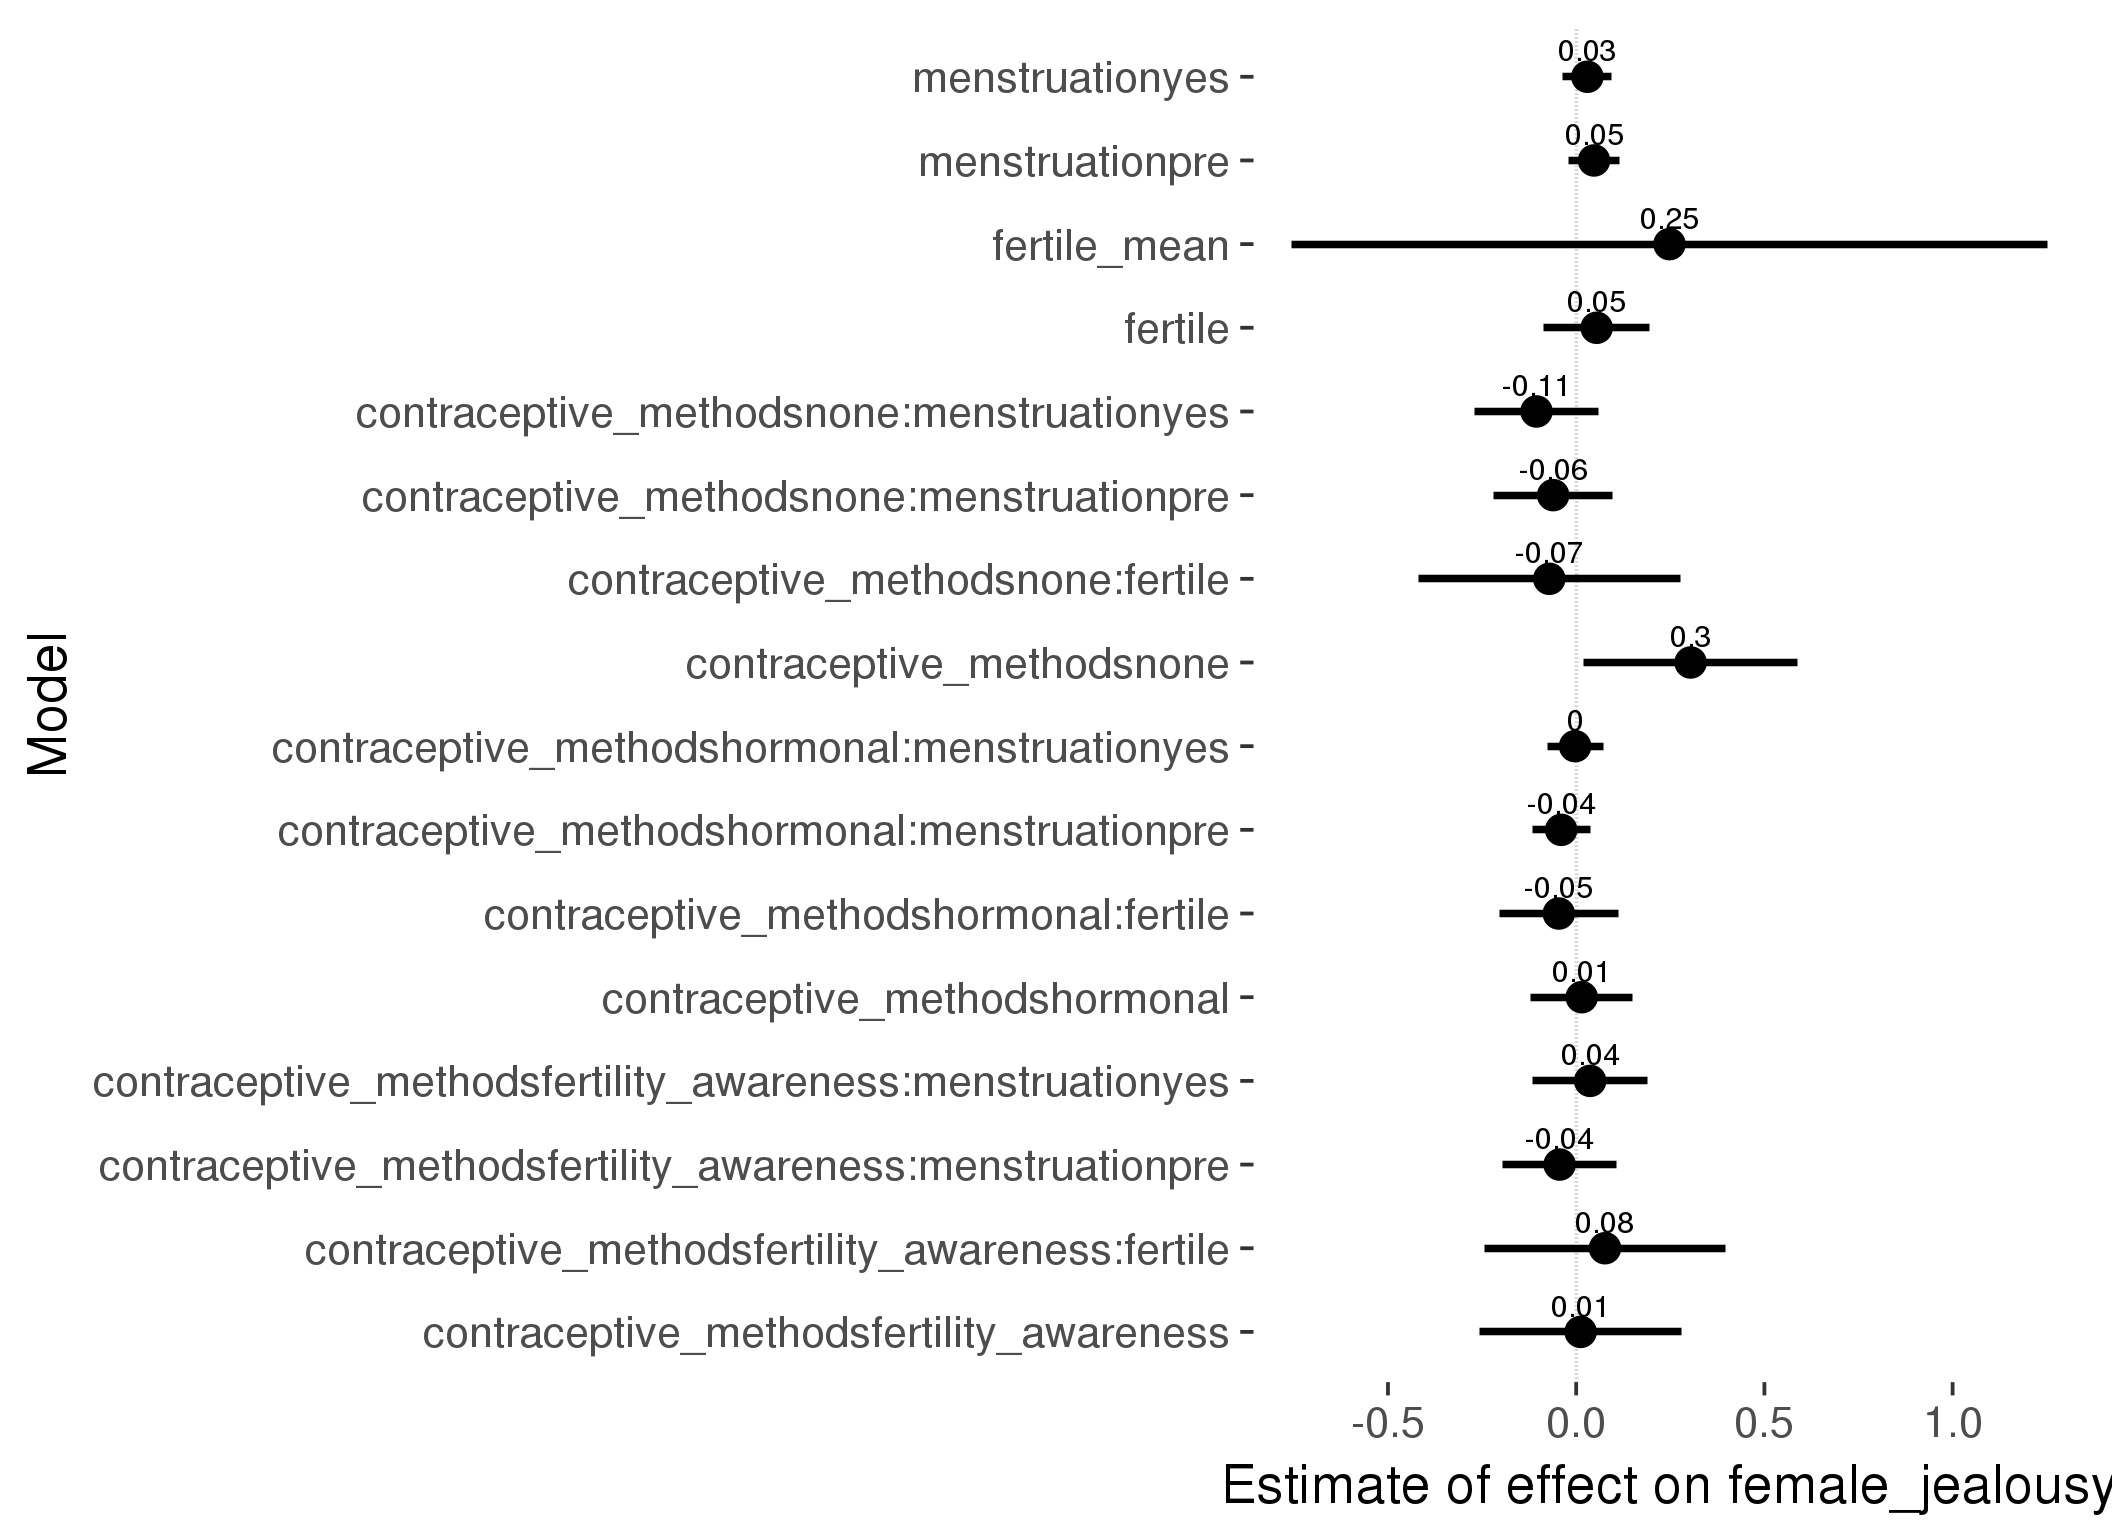 0.03
menstruationyes
0.05
menstruationpre
0.25
fertile_mean
0.05
fertile
-0.11
contraceptive_methodsnone:menstruationyes
-0.06
contraceptive_methodsnone:menstruationpre
-0.07
contraceptive_methodsnone:fertile
0.3
contraceptive_methodsnone
Model
0
contraceptive_methodshormonal:menstruationyes
-0.04
contraceptive_methodshormonal:menstruationpre
-0.05
contraceptive_methodshormonal:fertile
0.01
contraceptive_methodshormonal
0.04
contraceptive_methodsfertility_awareness:menstruationyes
-0.04
contraceptive_methodsfertility_awareness:menstruationpre
0.08
contraceptive_methodsfertility_awareness:fertile
0.01
contraceptive_methodsfertility_awareness
-0.5 0.0 0.5 1.0
Estimate of effect on female_jealousy